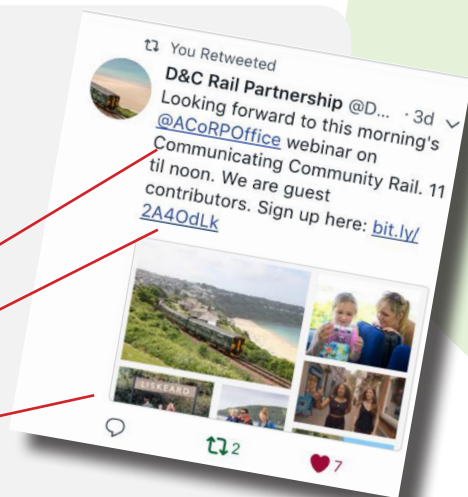 You Retweeted
D&C Rail Partnership @D... · 3d
Looking forward to this morning's
@ACoRPOffice webinar on
Communicating Community Rail. 11
til noon. We are guest
contributors. Sign up here: bit.ly/
2A4OdLk
LISKEARD
2
7